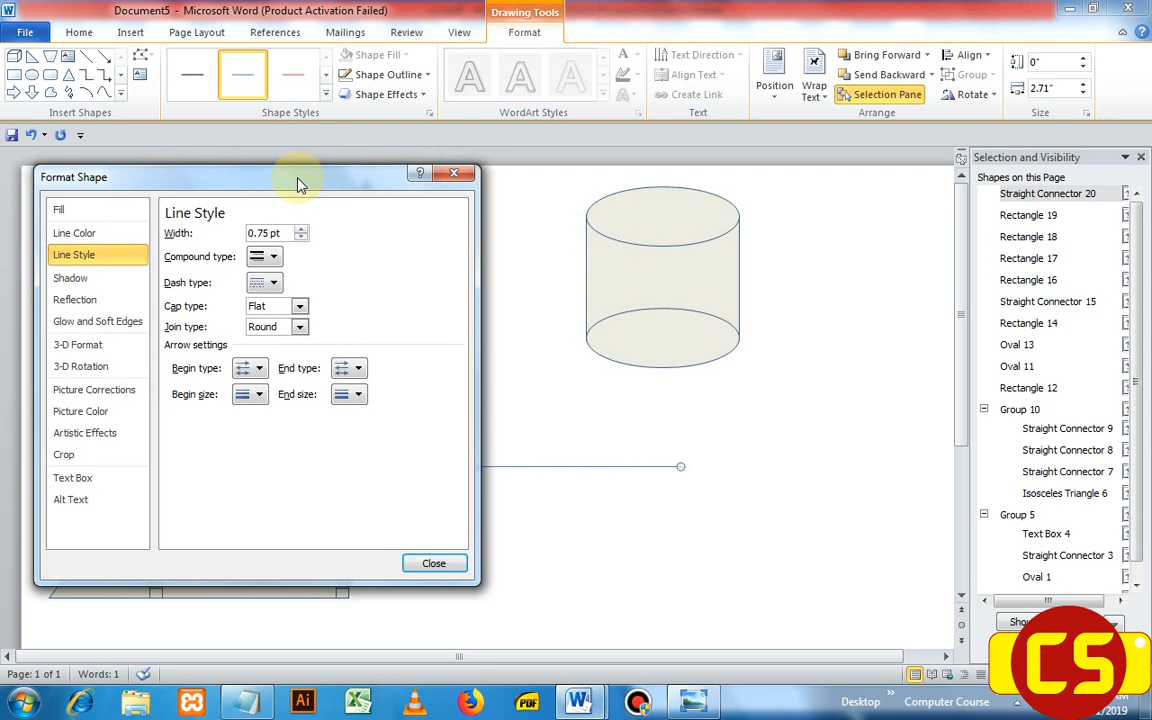 Document5 - Microsoft Word (Product Activation Failed)
Drawing Tools
File Home Insert Page Layout References Mailings Review View Format
Shape Fill
Shape Outline
Shape Effects
A A A
A
Text Direction
Align Text
Create Link
Position
Wrap Text
Bring Forward
Send Backward
Selection Pane
Align
Group
Rotate
0"
2.71"
Insert Shapes Shape Styles WordArt Styles Text Arrange Size
Format Shape
Fill
Line Color
Line Style
Shadow
Reflection
Glow and Soft Edges
3-D Format
3-D Rotation
Picture Corrections
Picture Color
Artistic Effects
Crop
Text Box
Alt Text
Line Style
Width: 0.75 pt
Compound type:
Dash type:
Cap type: Flat
Join type: Round
Arrow settings
Begin type: End type:
Begin size: End size:
Close
Selection and Visibility
Shapes on this Page
Straight Connector 20
Rectangle 19
Rectangle 18
Rectangle 17
Rectangle 16
Straight Connector 15
Rectangle 14
Oval 13
Oval 11
Rectangle 12
Group 10
Straight Connector 9
Straight Connector 8
Straight Connector 7
Isosceles Triangle 6
Group 5
Text Box 4
Straight Connector 3
Oval 1
CS
Page: 1 of 1 Words: 1
Ai
PDF
Desktop
Computer Course